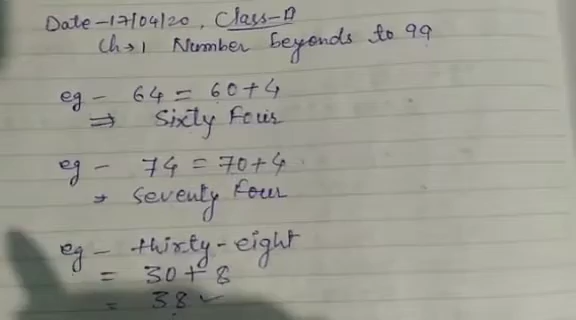 Date - 17/04/20, Class-D
Ch → 1 Number beyonds to 99
eg - 64 = 60+4
⇒ Sixty Four
eg - 74 = 70+4
→ Seventy Four
eg - thirty-eight
= 30+8
= 38 ✓